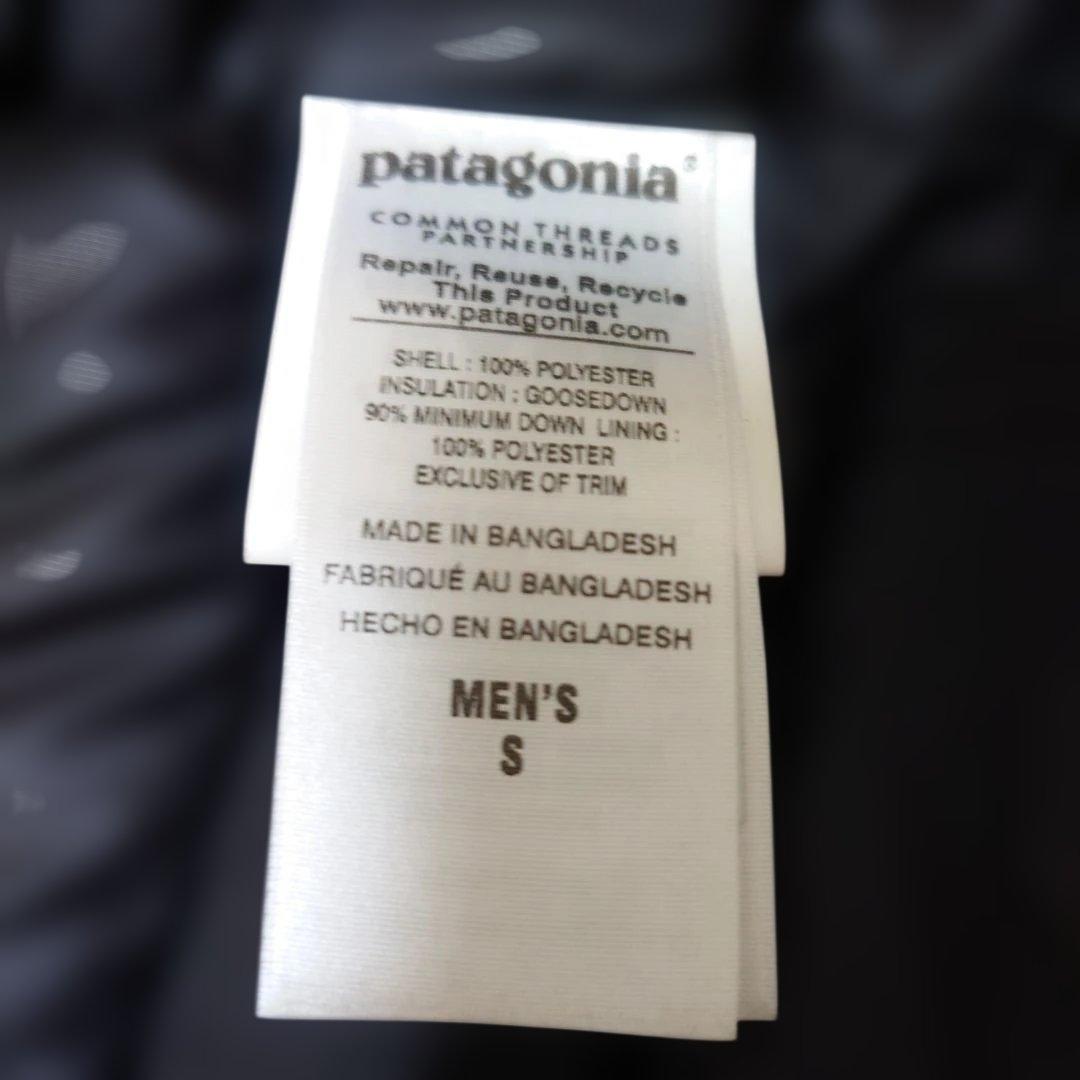 patagonia®
COMMON THREADS
PARTNERSHIP
Repair, Reuse, Recycle
This Product
www.patagonia.com
SHELL : 100% POLYESTER
INSULATION : GOOSEDOWN
90% MINIMUM DOWN LINING :
100% POLYESTER
EXCLUSIVE OF TRIM
MADE IN BANGLADESH
FABRIQUÉ AU BANGLADESH
HECHO EN BANGLADESH
MEN'S
S